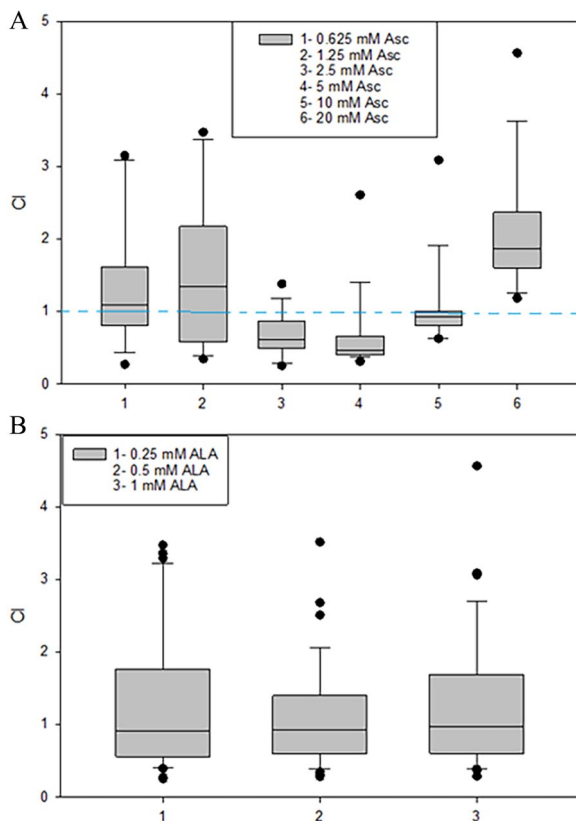 A
5
1- 0.625 mM Asc
2- 1.25 mM Asc
3- 2.5 mM Asc
4- 5 mM Asc
5- 10 mM Asc
6- 20 mM Asc
4
3
CI
2
1
0
1 2 3 4 5 6
B
5
1- 0.25 mM ALA
2- 0.5 mM ALA
3- 1 mM ALA
4
3
CI
2
1
0
1 2 3